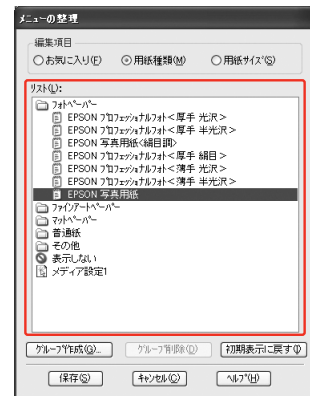 メニューの整理
編集項目
お気に入り(F) 用紙種類(M) 用紙サイズ(S)
リスト(L):
フォトペーパー
EPSON プロフェッショナルフォト<厚手 光沢>
EPSON プロフェッショナルフォト<厚手 半光沢>
EPSON 写真用紙<絹目調>
EPSON プロフェッショナルフォト<厚手 絹目>
EPSON プロフェッショナルフォト<薄手 光沢>
EPSON プロフェッショナルフォト<薄手 半光沢>
EPSON 写真用紙
ファインアートペーパー
マットペーパー
普通紙
その他
表示しない
メディア設定1
グループ作成(G)... グループ削除(D) 初期表示に戻す(I)
保存(S) キャンセル(C) ヘルプ(H)